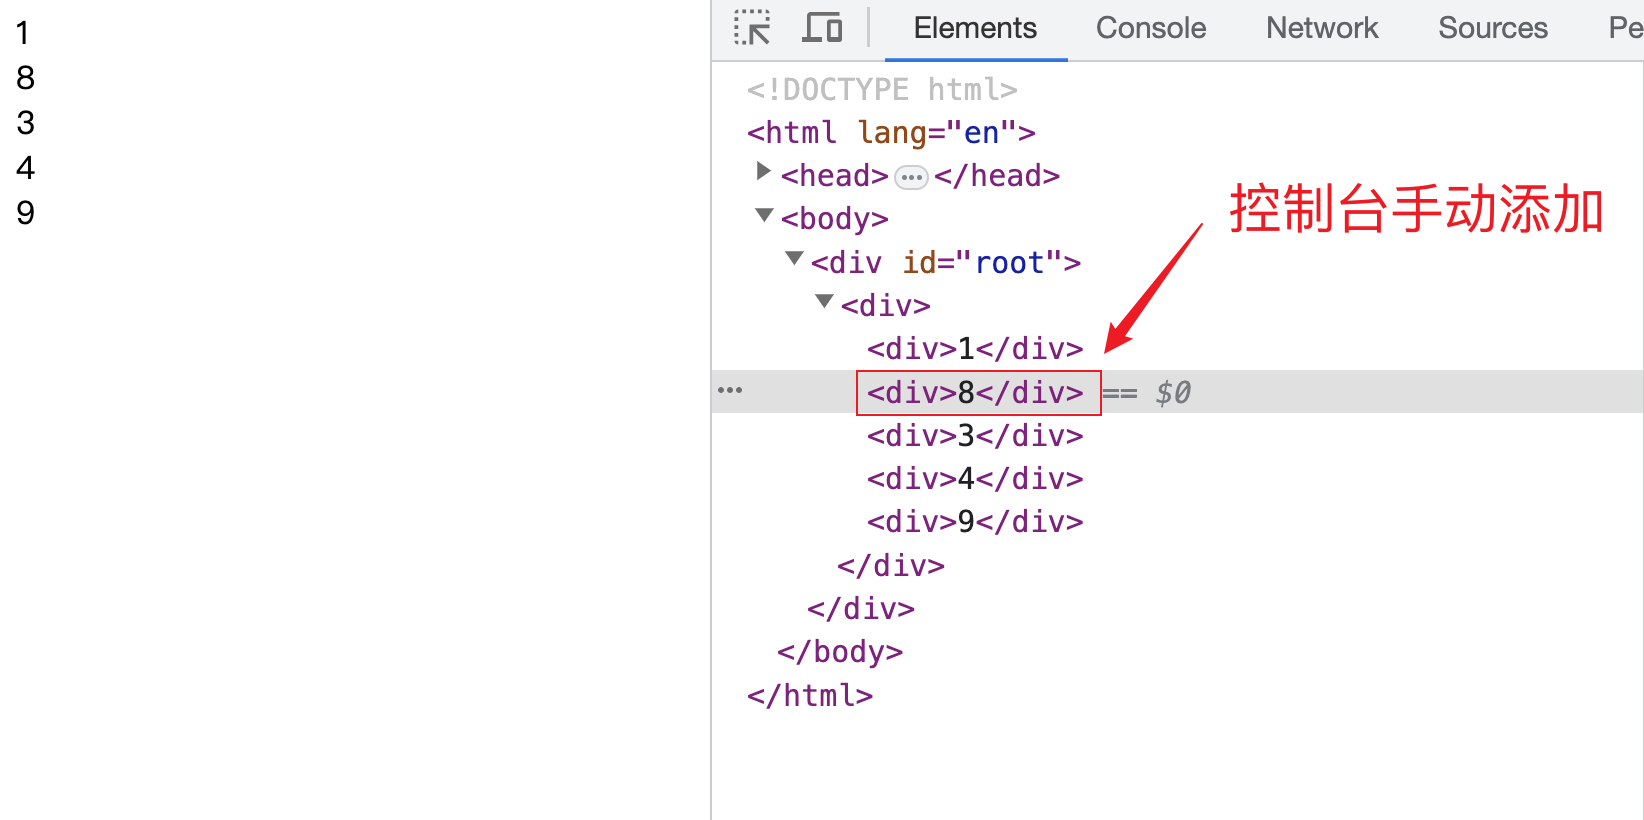 1
8
3
4
9
Elements Console Network Sources Pe
<!DOCTYPE html>
<html lang="en">
<head>•••</head>
<body>
<div id="root">
<div>
<div>1</div>
<div>8</div> == $0
<div>3</div>
<div>4</div>
<div>9</div>
</div>
</div>
</body>
</html>
控制台手动添加